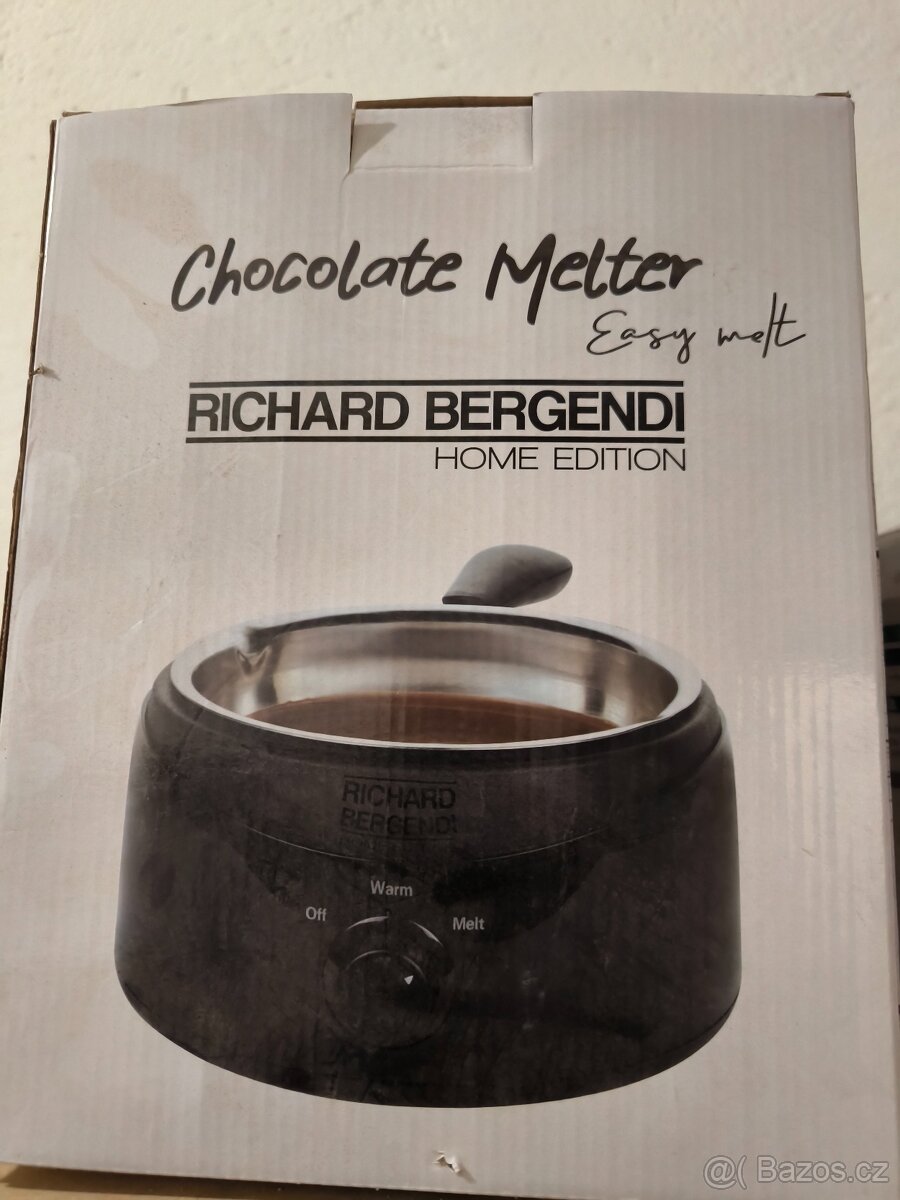 Chocolate Melter
Easy melt
RICHARD BERGENDI
HOME EDITION
RICHARD
BERGENDI
Warm
Off
Melt
@( Bazos.cz